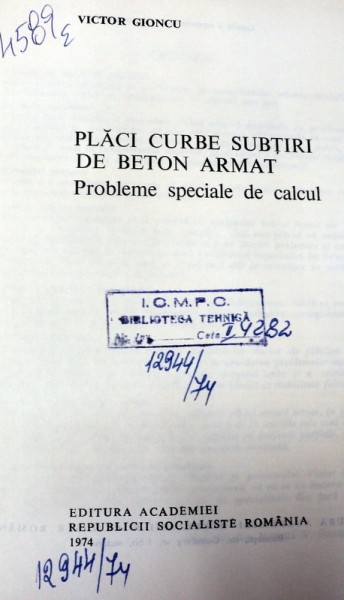 4589
VICTOR GIONCU
PLĂCI CURBE SUBȚIRI
DE BETON ARMAT
Probleme speciale de calcul
I.C.M.P.C.
BIBLIOTECA TEHNICĂ
Cota II 4282
12944/74
EDITURA ACADEMIEI
REPUBLICII SOCIALISTE ROMÂNIA
1974
12944/74